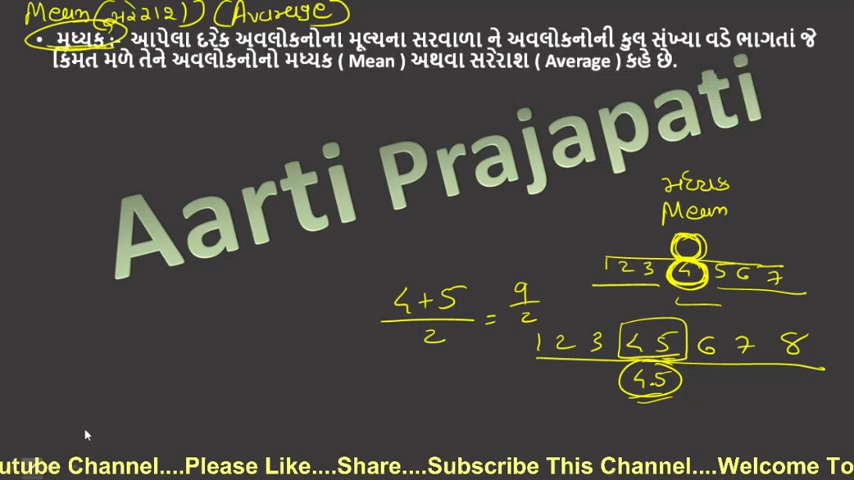 Mean (સરેરાશ) (Average)
• મધ્યક :- આપેલા દરેક અવલોકનોના મૂલ્યના સરવાળા ને અવલોકનોની કુલ સંખ્યા વડે ભાગતાં જે
કિંમત મળે તેને અવલોકનોનો મધ્યક ( Mean ) અથવા સરેરાશ ( Average ) કહે છે.
Aarti Prajapati
મધ્યક
Mean
1 2 3 4 5 6 7
4+5 / 2 = 9 / 2
1 2 3 4 5 6 7 8
4.5
utube Channel....Please Like....Share....Subscribe This Channel....Welcome To